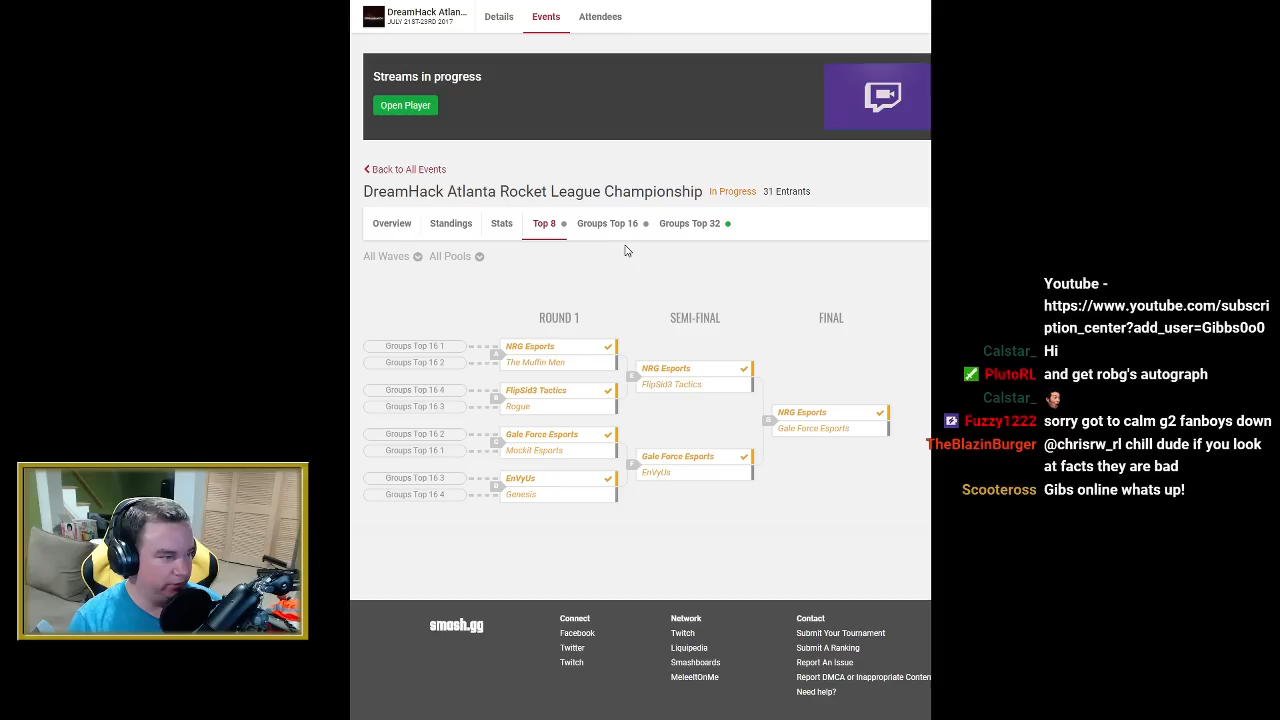 DreamHack Atlan...
JULY 21ST-23RD 2017
Details
Events
Attendees
Streams in progress
Open Player
Back to All Events
DreamHack Atlanta Rocket League Championship In Progress 31 Entrants
Overview
Standings
Stats
Top 8
Groups Top 16
Groups Top 32
All Waves
All Pools
ROUND 1
SEMI-FINAL
FINAL
Groups Top 16 1
Groups Top 16 2
A
NRG Esports
The Muffin Men
Groups Top 16 4
Groups Top 16 3
B
FlipSid3 Tactics
Rogue
Groups Top 16 2
Groups Top 16 1
C
Gale Force Esports
Mockit Esports
Groups Top 16 3
Groups Top 16 4
D
EnVyUs
Genesis
E
NRG Esports
FlipSid3 Tactics
F
Gale Force Esports
EnVyUs
G
NRG Esports
Gale Force Esports
smash.gg
Connect
Facebook
Twitter
Twitch
Network
Twitch
Liquipedia
Smashboards
MeleeItOnMe
Contact
Submit Your Tournament
Submit A Ranking
Report An Issue
Report DMCA or Inappropriate Conten
Need help?
Youtube -
https://www.youtube.com/subscri
ption_center?add_user=Gibbs0o0
Calstar_ Hi
PlutoRL and get robg's autograph
Calstar_
Fuzzy1222 sorry got to calm g2 fanboys down
TheBlazinBurger @chrisrw_rl chill dude if you look
at facts they are bad
Scooteross Gibs online whats up!